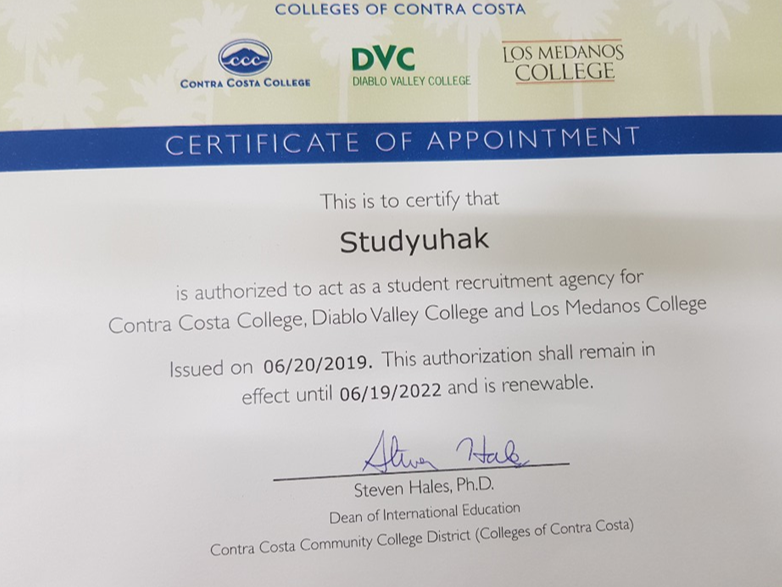 COLLEGES OF CONTRA COSTA
CCC
CONTRA COSTA COLLEGE
DVC
DIABLO VALLEY COLLEGE
LOS MEDANOS
COLLEGE
CERTIFICATE OF APPOINTMENT
This is to certify that
Studyuhak
is authorized to act as a student recruitment agency for
Contra Costa College, Diablo Valley College and Los Medanos College
Issued on 06/20/2019. This authorization shall remain in
effect until 06/19/2022 and is renewable.
Steven Hales
Steven Hales, Ph.D.
Dean of International Education
Contra Costa Community College District (Colleges of Contra Costa)